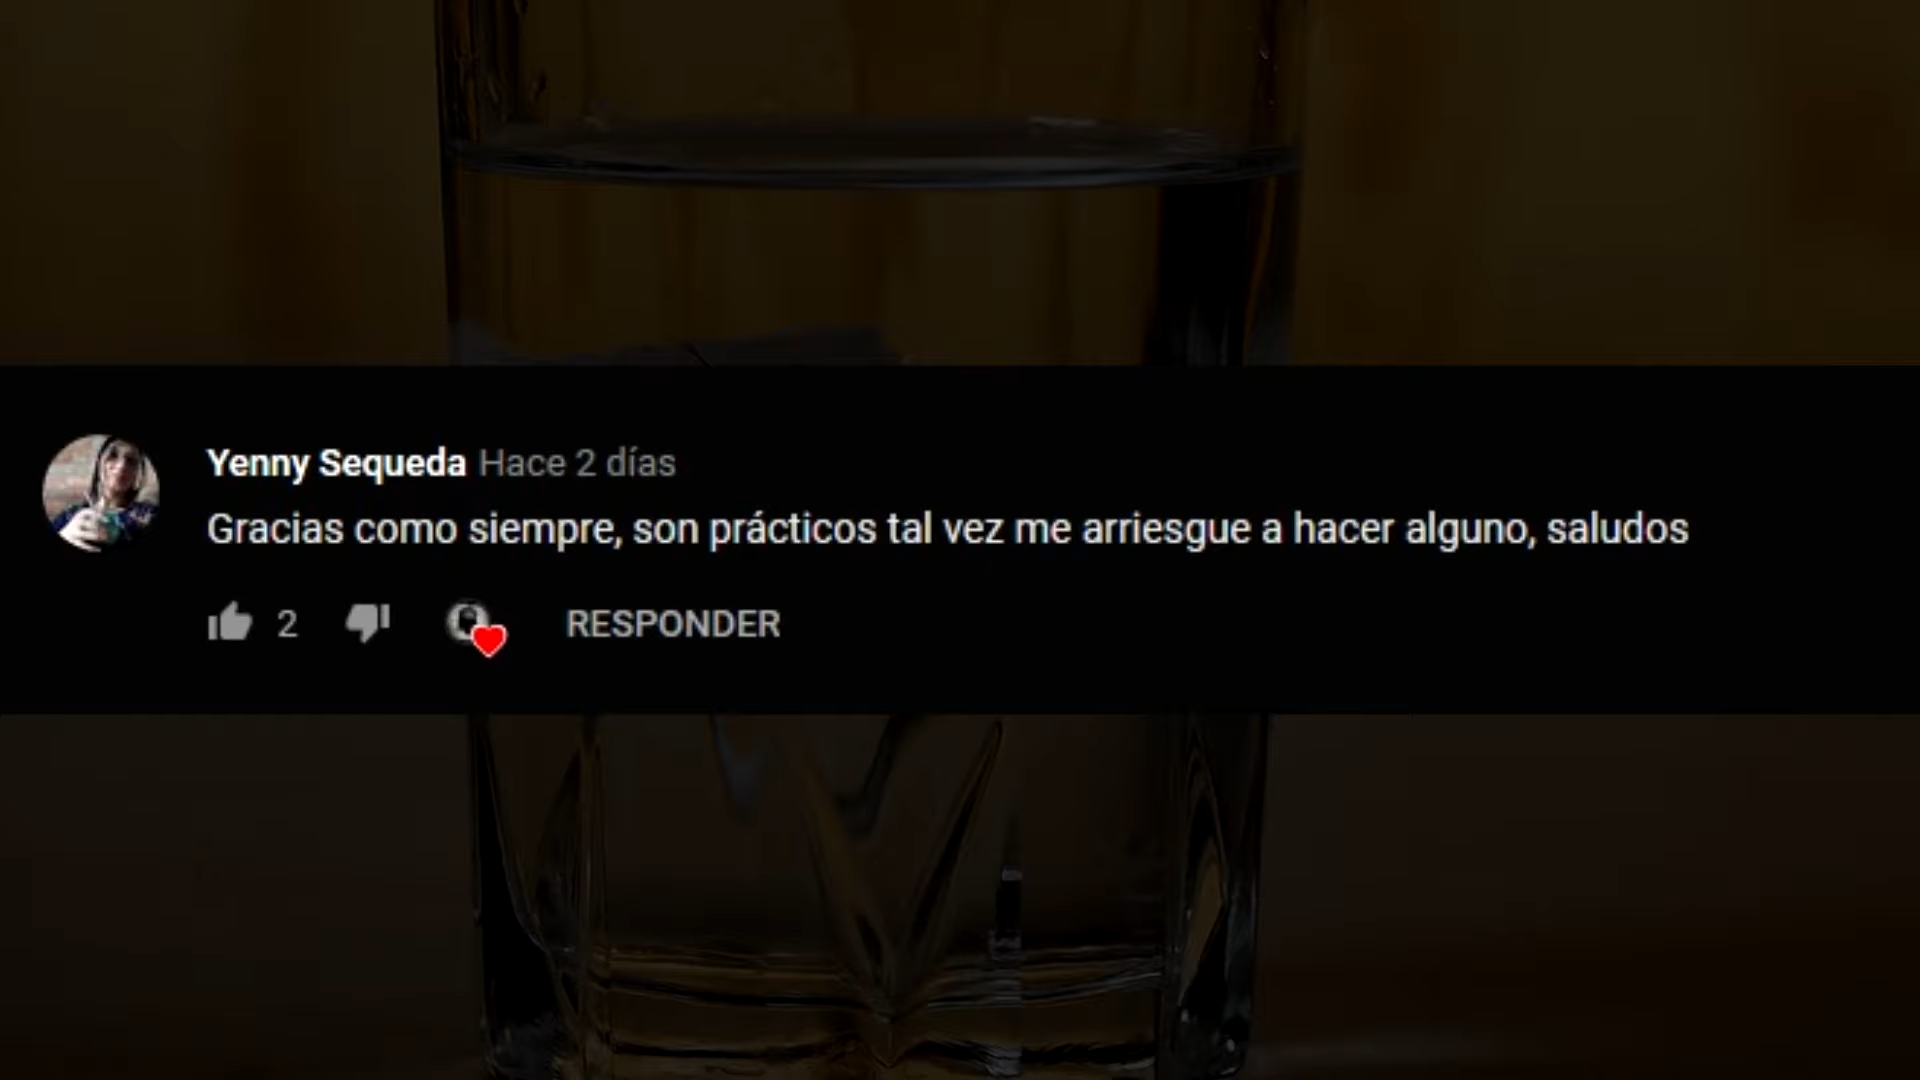 Yenny Sequeda Hace 2 días
Gracias como siempre, son prácticos tal vez me arriesgue a hacer alguno, saludos
2 RESPONDER